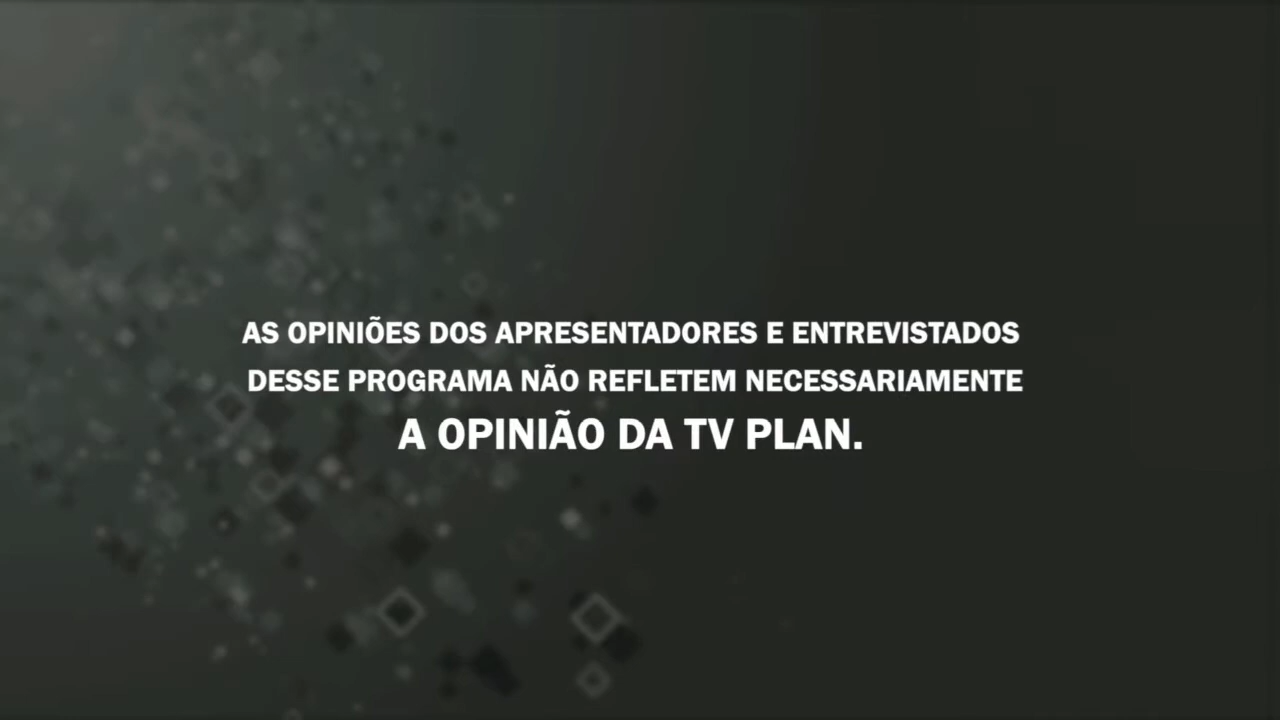 AS OPINIÕES DOS APRESENTADORES E ENTREVISTADOS
DESSE PROGRAMA NÃO REFLETEM NECESSARIAMENTE
A OPINIÃO DA TV PLAN.